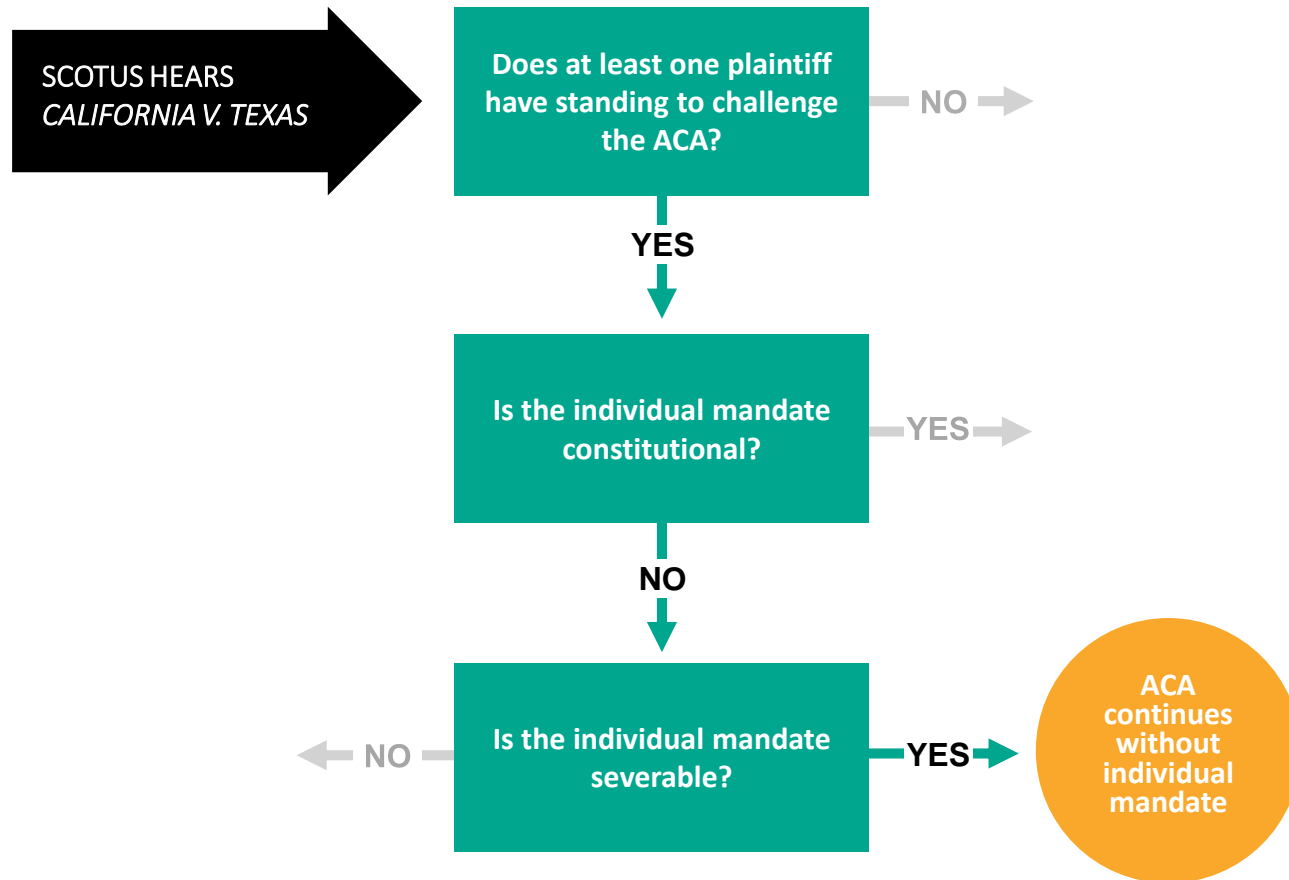 SCOTUS HEARS
CALIFORNIA V. TEXAS
Does at least one plaintiff
have standing to challenge
the ACA?
NO
YES
Is the individual mandate
constitutional?
YES
NO
Is the individual mandate
severable?
NO
YES
ACA
continues
without
individual
mandate